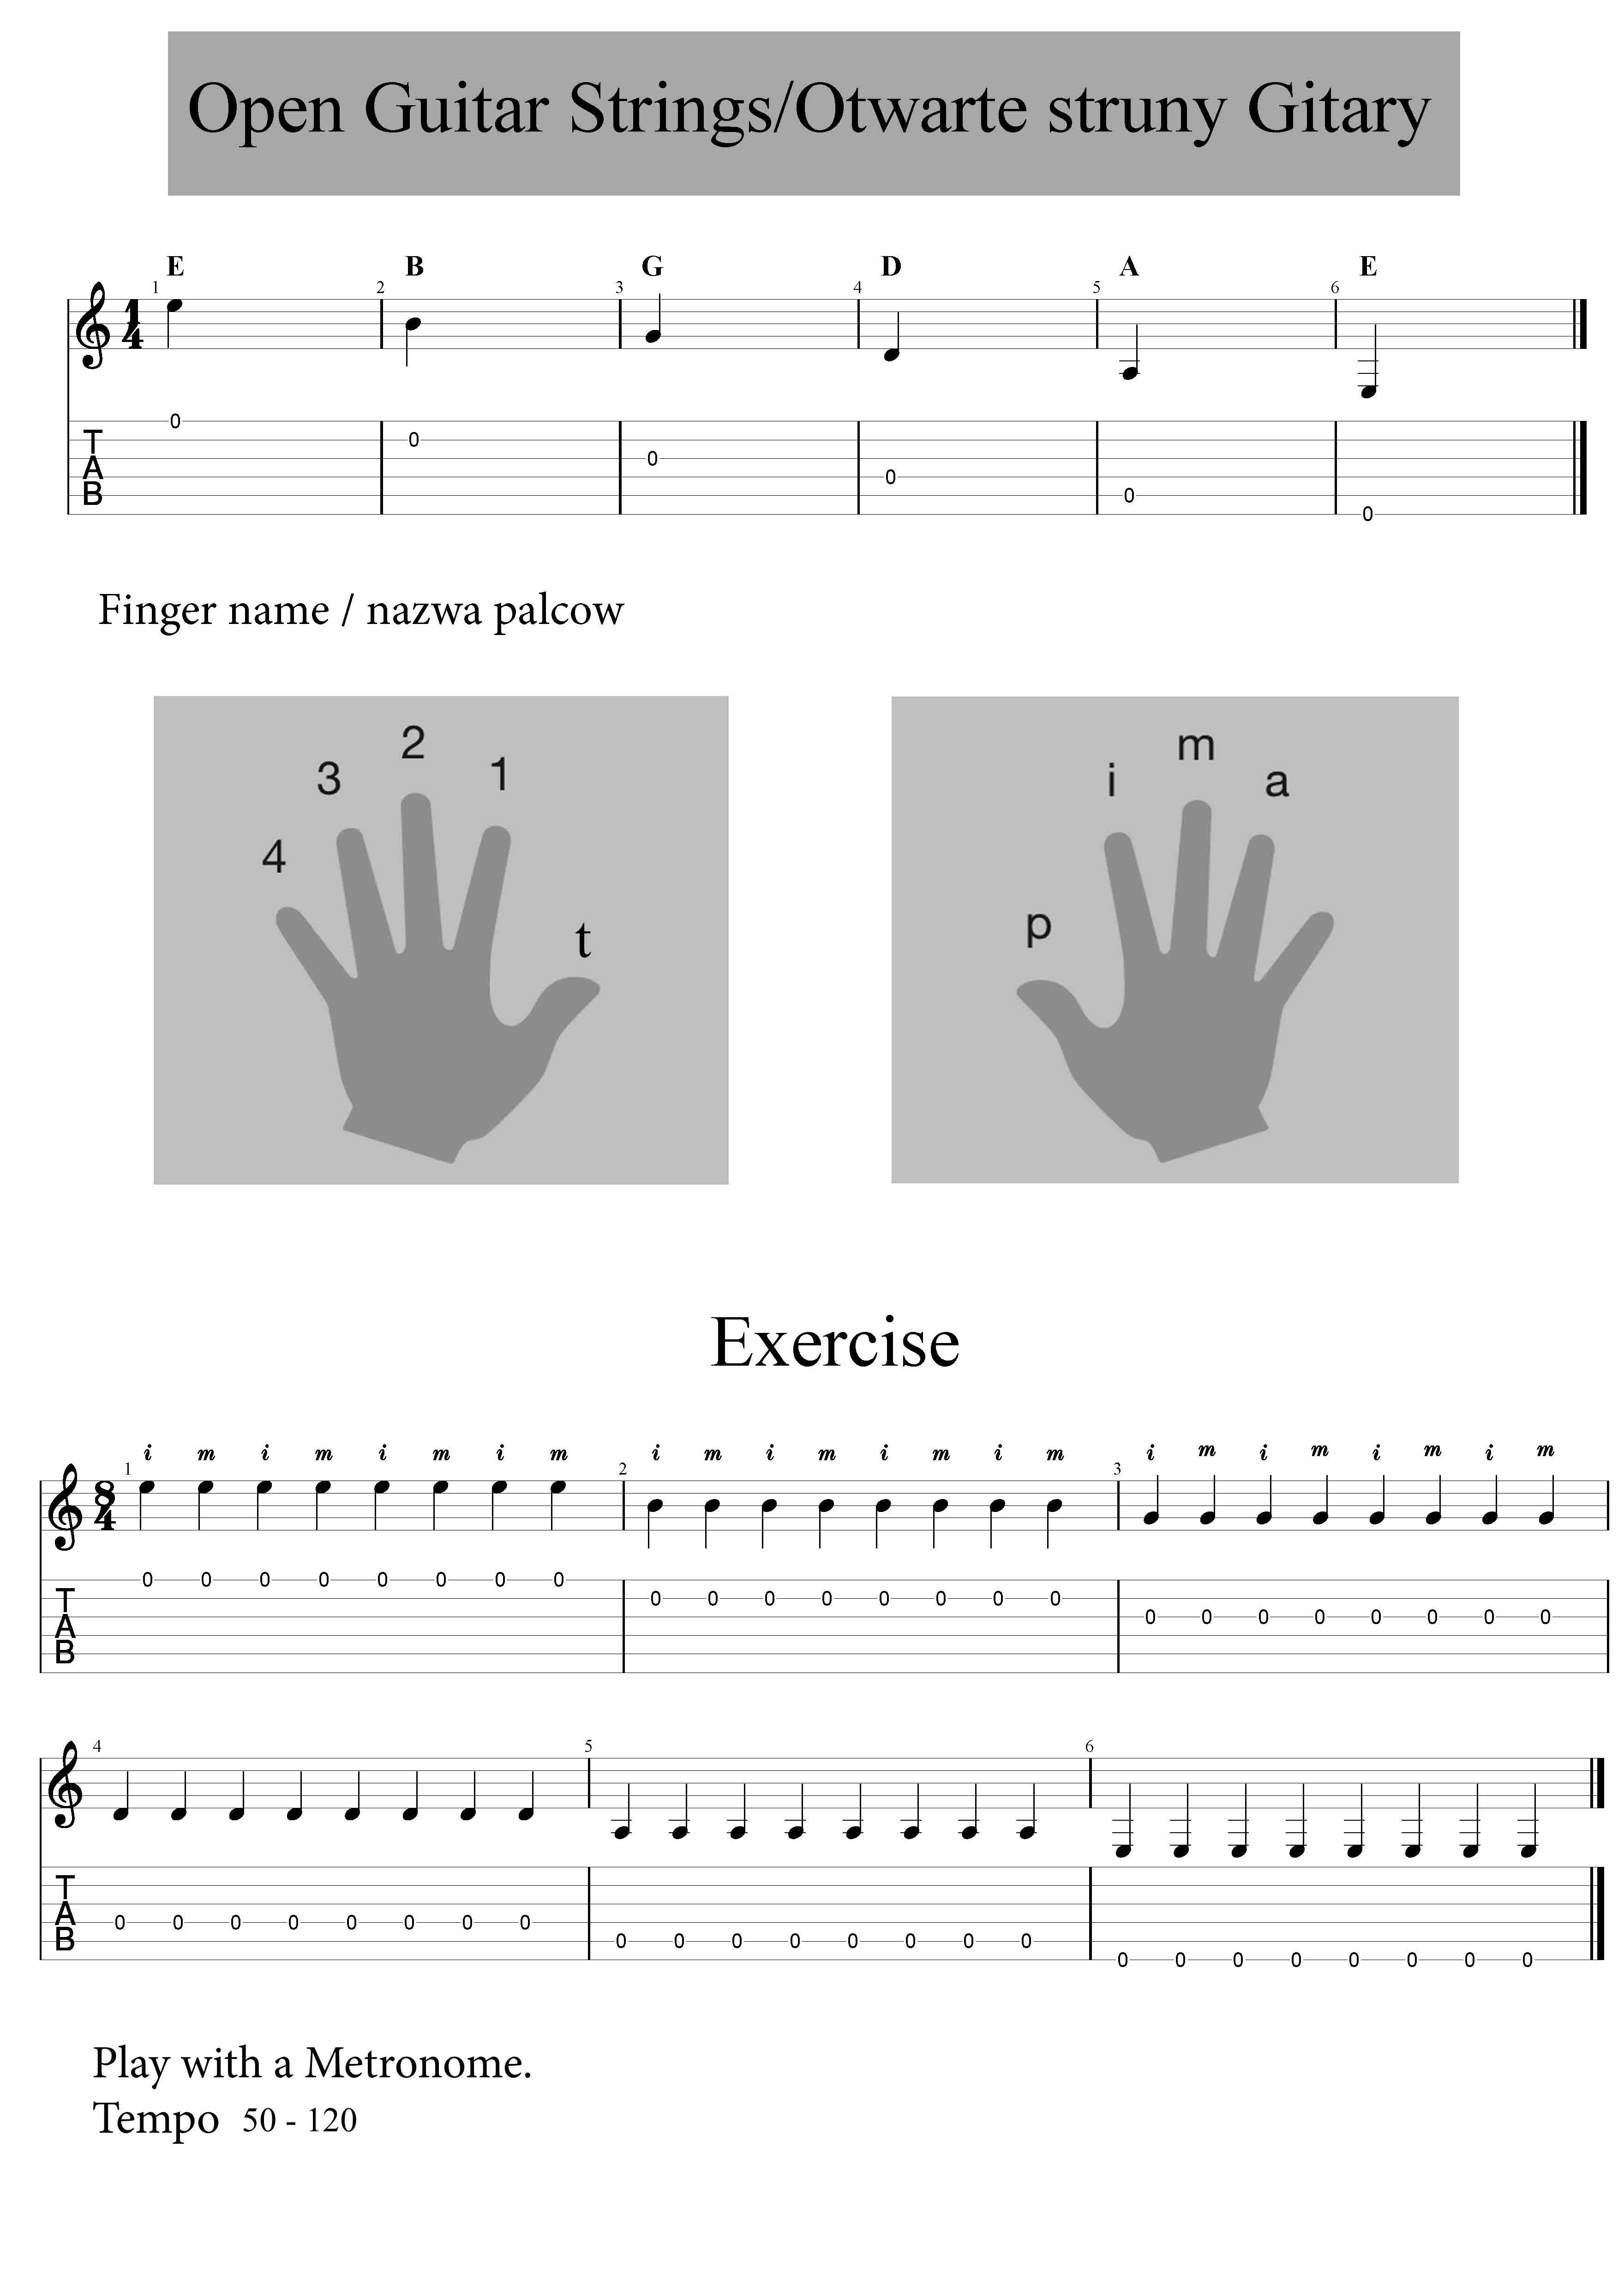 Open Guitar Strings/Otwarte struny Gitary
E B G D A E
1 2 3 4 5 6
1
4
0 0 0 0 0 0
T
A
B
Finger name / nazwa palcow
4 3 2 1 t
p i m a
Exercise
i m i m i m i m i m i m i m i m i m i m i m i m
1 2 3
8
4
0 0 0 0 0 0 0 0 0 0 0 0 0 0 0 0 0 0 0 0 0 0 0 0
T
A
B
4 5 6
0 0 0 0 0 0 0 0 0 0 0 0 0 0 0 0 0 0 0 0 0 0 0 0
T
A
B
Play with a Metronome.
Tempo 50 - 120